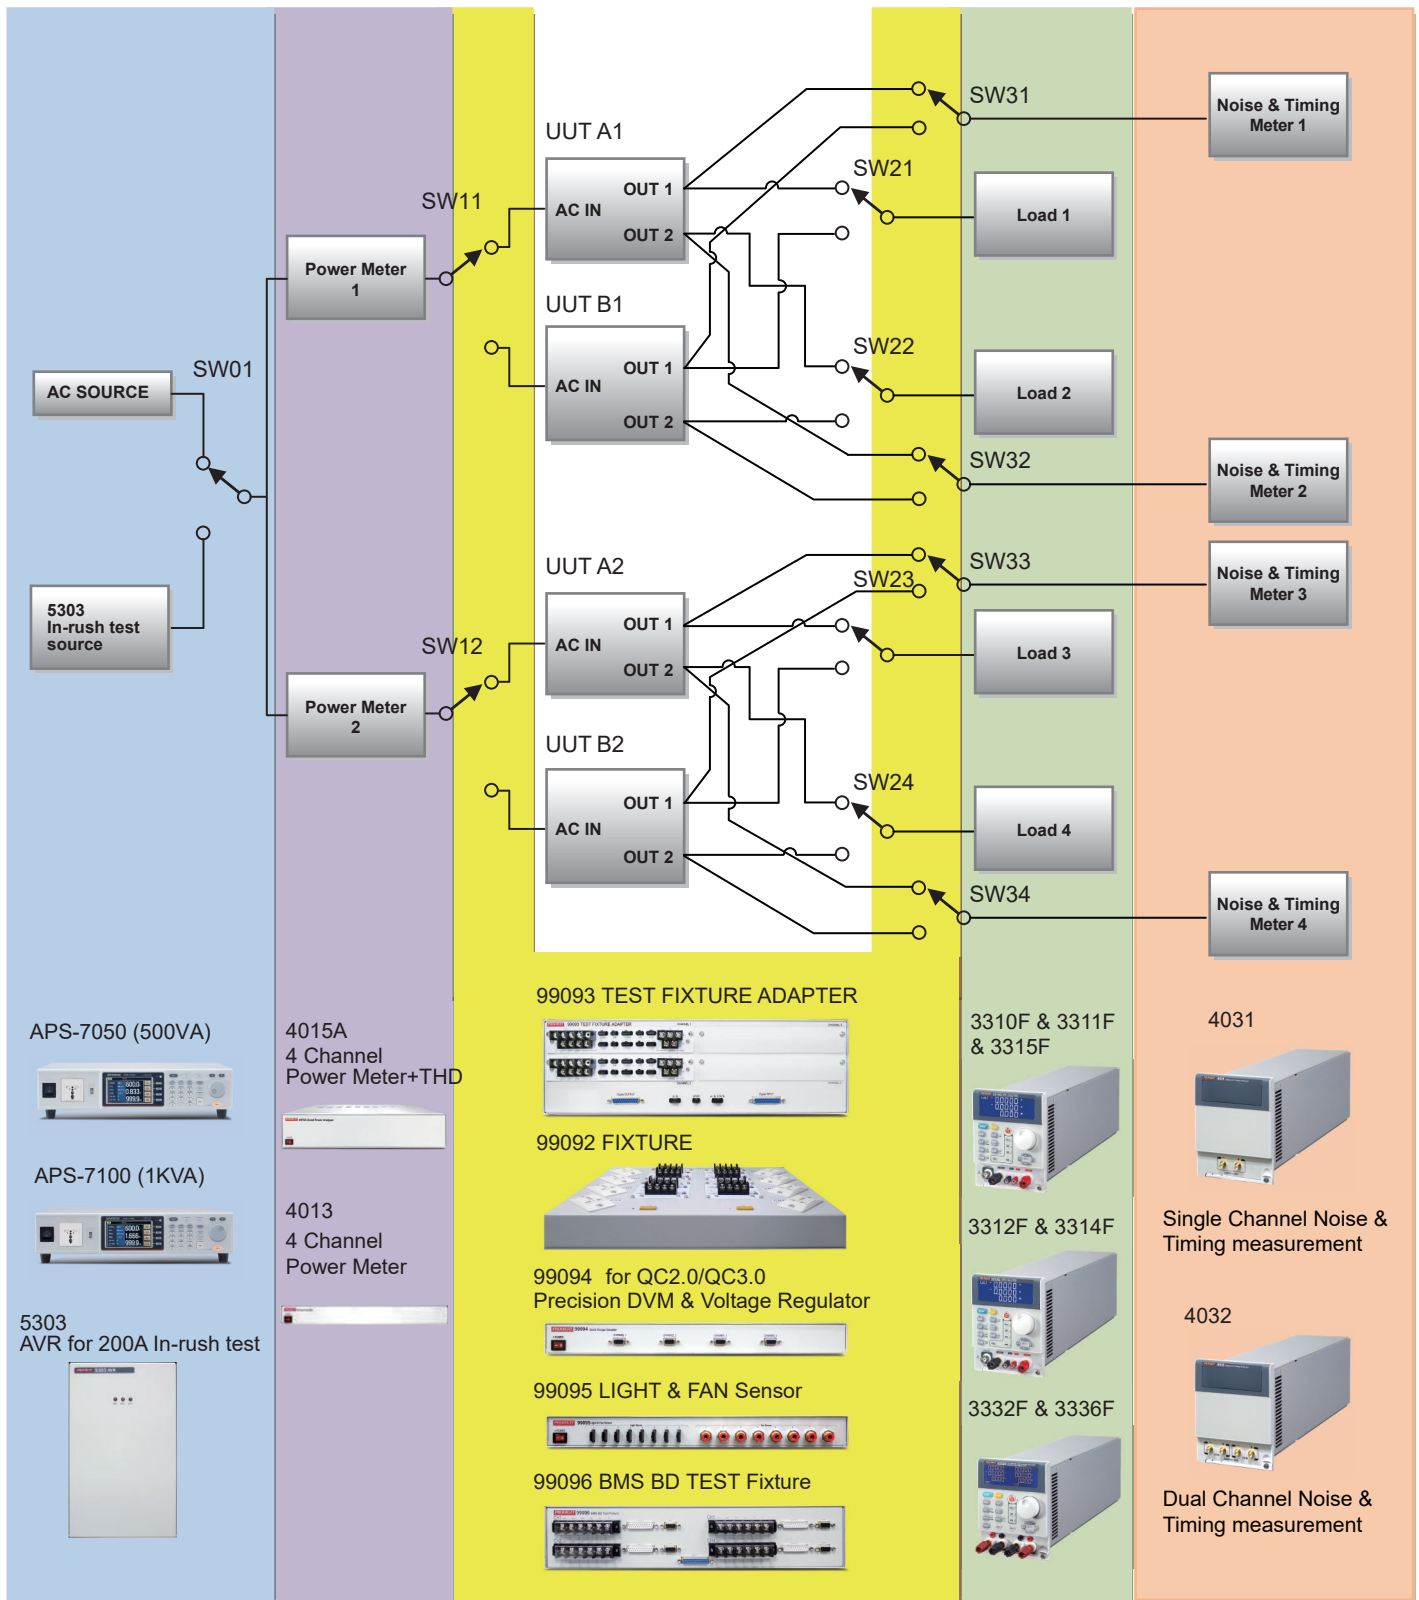 SW31
Noise & Timing
Meter 1
UUT A1
OUT 1
SW21
SW11
AC IN
Load 1
OUT 2
Power Meter
1
UUT B1
SW22
SW01
OUT 1
AC SOURCE
AC IN
Load 2
OUT 2
SW32
Noise & Timing
Meter 2
UUT A2
SW33
SW23
Noise & Timing
Meter 3
5303
In-rush test
source
OUT 1
SW12
AC IN
Load 3
OUT 2
Power Meter
2
UUT B2
SW24
OUT 1
AC IN
Load 4
OUT 2
SW34
Noise & Timing
Meter 4
APS-7050 (500VA)
APS-7100 (1KVA)
5303
AVR for 200A In-rush test
4015A
4 Channel
Power Meter+THD
4013
4 Channel
Power Meter
99093 TEST FIXTURE ADAPTER
99093 TEST FIXTURE ADAPTER
99092 FIXTURE
99094 for QC2.0/QC3.0
Precision DVM & Voltage Regulator
99094
99095 LIGHT & FAN Sensor
99095
99096 BMS BD TEST Fixture
99096
3310F & 3311F
& 3315F
3312F & 3314F
3332F & 3336F
4031
Single Channel Noise &
Timing measurement
4032
Dual Channel Noise &
Timing measurement